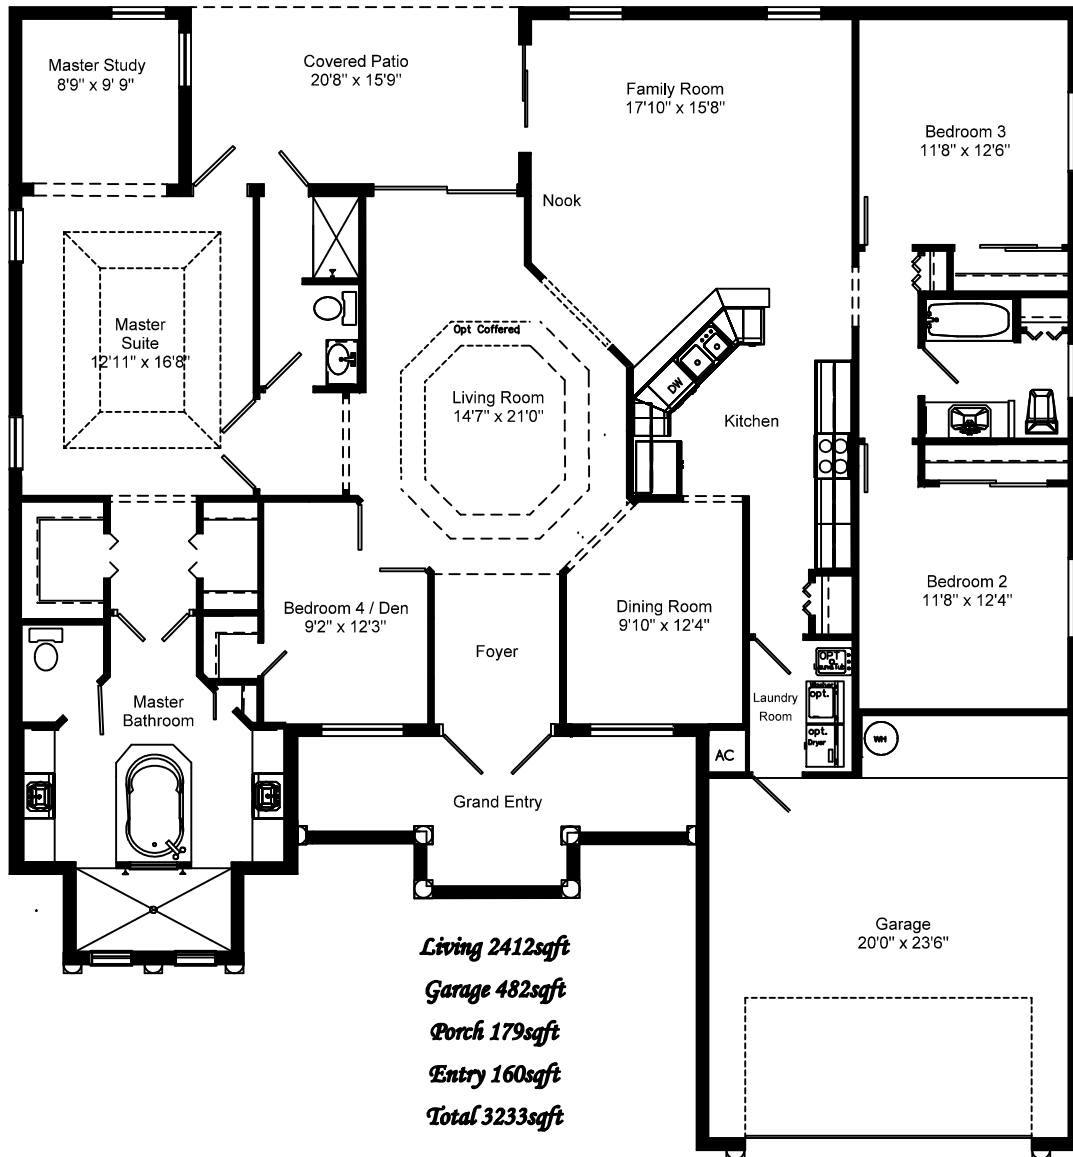 Master Study
8'9" x 9' 9"
Covered Patio
20'8" x 15'9"
Family Room
17'10" x 15'8"
Bedroom 3
11'8" x 12'6"
Nook
Master
Suite
12'11" x 16'8"
Opt Coffered
Living Room
14'7" x 21'0"
DW
Kitchen
Bedroom 4 / Den
9'2" x 12'3"
Foyer
Dining Room
9'10" x 12'4"
Bedroom 2
11'8" x 12'4"
OPT
Master
Bathroom
Laundry
Room
opt.
opt.
Dryer
WH
AC
Grand Entry
Garage
20'0" x 23'6"
Living 2412sqft
Garage 482sqft
Porch 179sqft
Entry 160sqft
Total 3233sqft